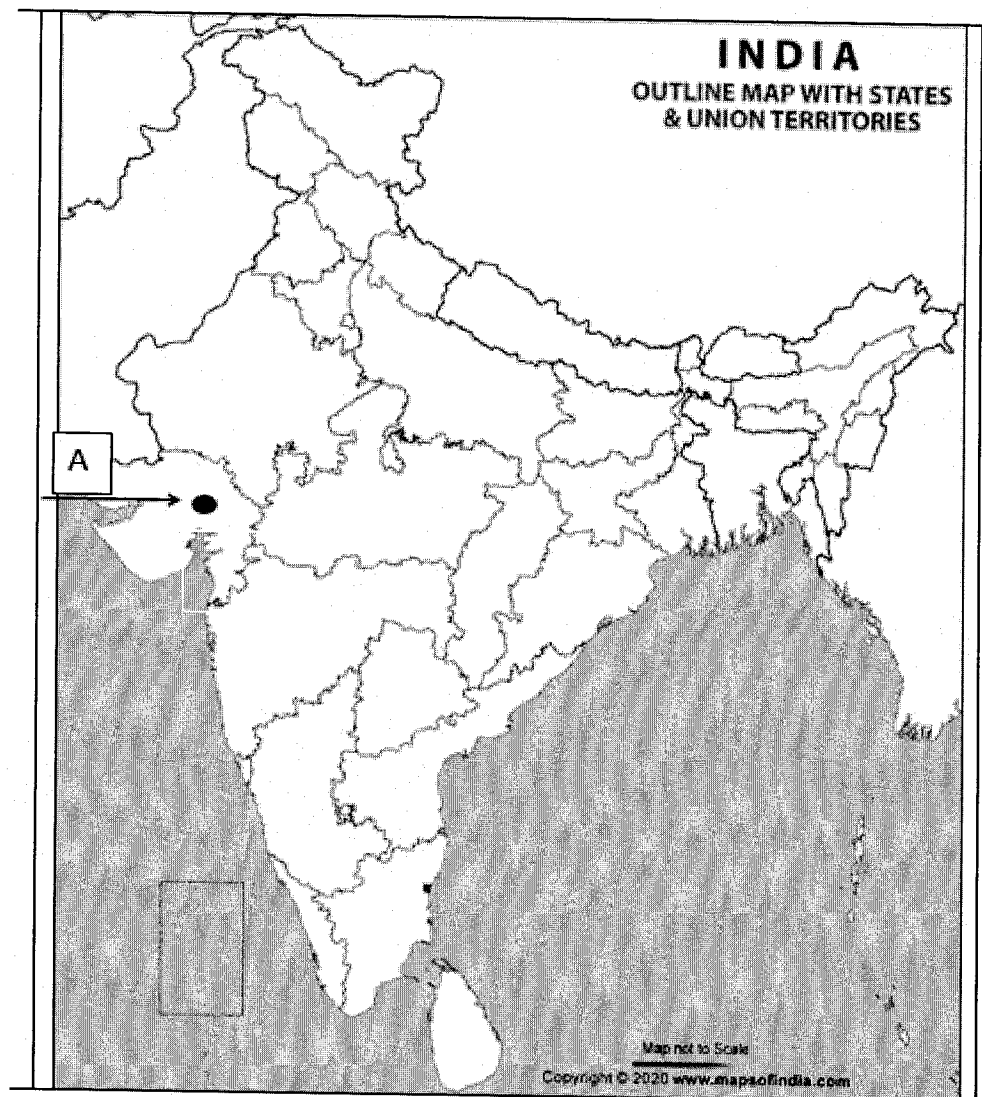 INDIA
OUTLINE MAP WITH STATES
& UNION TERRITORIES
A
Map not to Scale
Copyright © 2020 www.mapsofindia.com